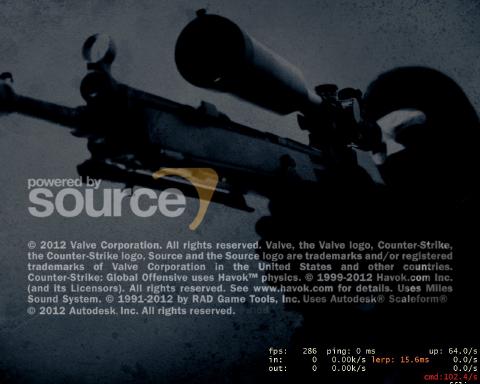 powered by
source
© 2012 Valve Corporation. All rights reserved. Valve, the Valve logo, Counter-Strike,
the Counter-Strike logo, Source and the Source logo are trademarks and/or registered
trademarks of Valve Corporation in the United States and other countries.
Counter-Strike: Global Offensive uses Havok™ physics. © 1999-2012 Havok.com Inc.
(and its Licensors). All rights reserved. See www.havok.com for details. Uses Miles
Sound System. © 1991-2012 by RAD Game Tools, Inc. Uses Autodesk® Scaleform®
© 2012 Autodesk, Inc. All rights reserved.
fps: 286 ping: 0 ms up: 64.0/s
in: 0 0.00k/s lerp: 15.6ms 0.0/s
out: 0 0.00k/s 0.0/s
cmd:102.4/s